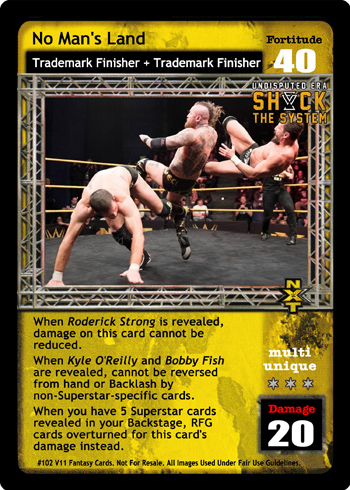 No Man's Land
Fortitude
40
Trademark Finisher + Trademark Finisher
UNDISPUTED ERA
SHOCK
THE SYSTEM
NXT
When Roderick Strong is revealed,
damage on this card cannot be
reduced.
When Kyle O'Reilly and Bobby Fish
are revealed, cannot be reversed
from hand or Backlash by
non-Superstar-specific cards.
When you have 5 Superstar cards
revealed in your Backstage, RFG
cards overturned for this card's
damage instead.
multi
unique
Damage
20
#102 V11 Fantasy Cards. Not For Resale. All Images Used Under Fair Use Guidelines.